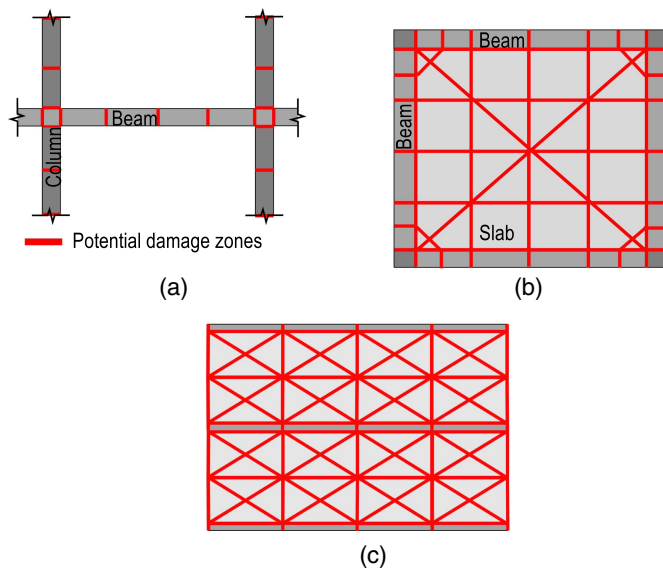 Beam
Column
Potential damage zones
(a)
Beam
Beam
Slab
(b)
(c)